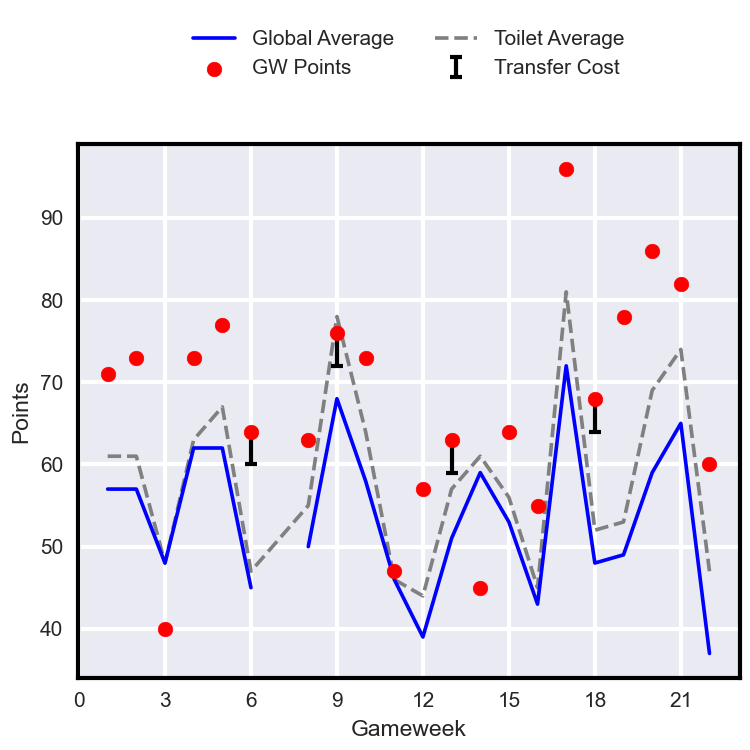 Global Average
Toilet Average
GW Points
Transfer Cost
90
80
70
60
50
40
Points
0 3 6 9 12 15 18 21
Gameweek